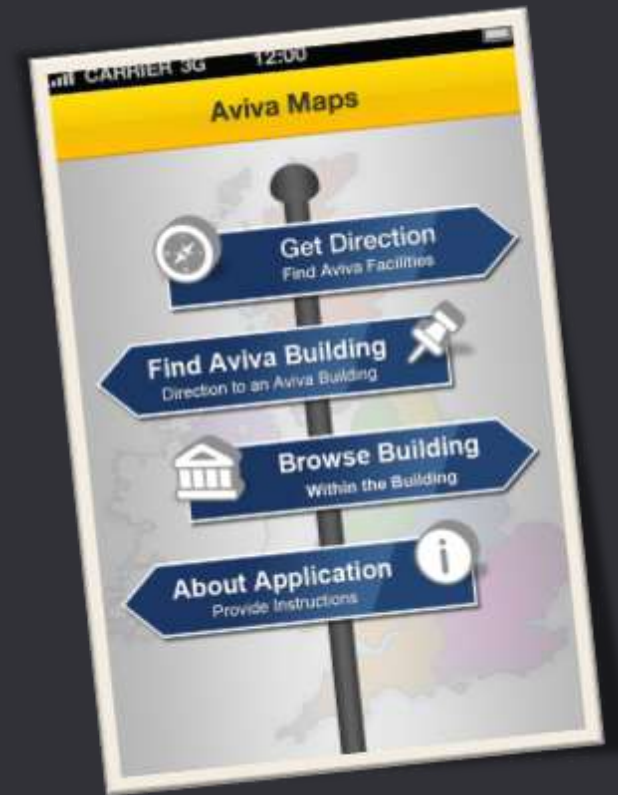 CARRIER 3G 12:00
Aviva Maps
Get Direction
Find Aviva Facilities
Find Aviva Building
Direction to an Aviva Building
Browse Building
Within the Building
About Application
Provide Instructions